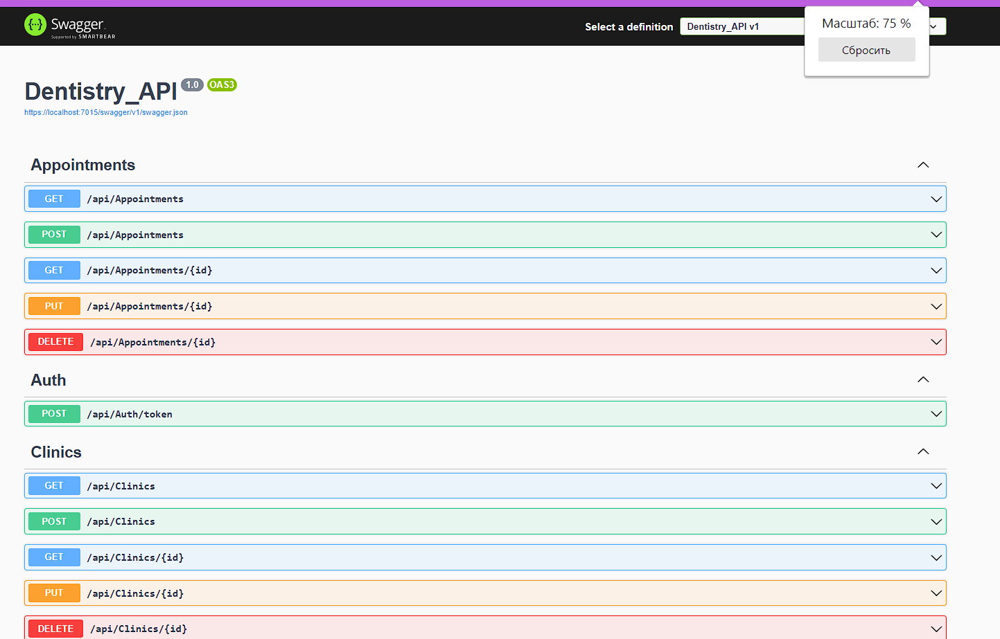 Swagger
Supported by SMARTBEAR
Select a definition
Dentistry_API v1
Масштаб: 75 %
Сбросить
Dentistry_API 1.0 OAS3
https://localhost:7015/swagger/v1/swagger.json
Appointments
GET /api/Appointments
POST /api/Appointments
GET /api/Appointments/{id}
PUT /api/Appointments/{id}
DELETE /api/Appointments/{id}
Auth
POST /api/Auth/token
Clinics
GET /api/Clinics
POST /api/Clinics
GET /api/Clinics/{id}
PUT /api/Clinics/{id}
DELETE /api/Clinics/{id}